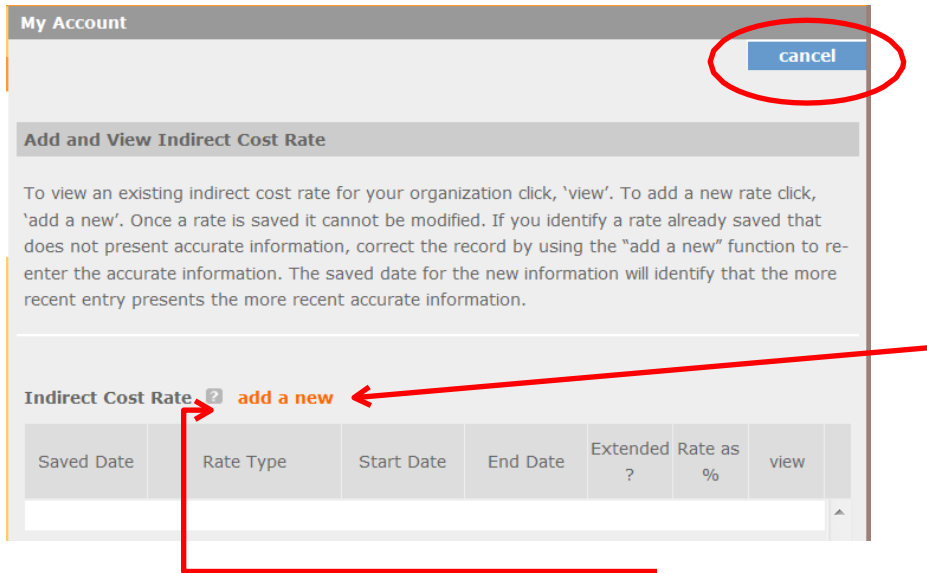 My Account
cancel
Add and View Indirect Cost Rate
To view an existing indirect cost rate for your organization click, ‘view’. To add a new rate click,
‘add a new’. Once a rate is saved it cannot be modified. If you identify a rate already saved that
does not present accurate information, correct the record by using the “add a new” function to re-
enter the accurate information. The saved date for the new information will identify that the more
recent entry presents the more recent accurate information.
Indirect Cost Rate ? add a new
Saved Date Rate Type Start Date End Date Extended ? Rate as % view